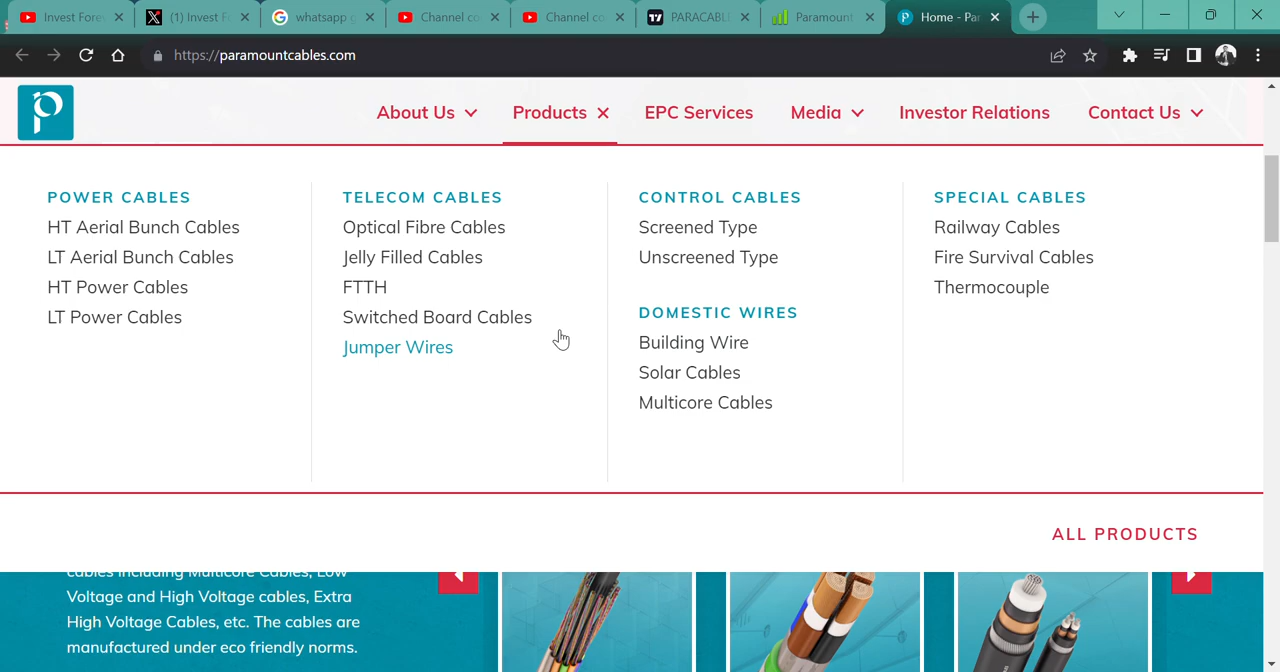 Invest Fore
(1) Invest F
whatsapp g
Channel co
Channel co
PARACABL
Paramount
Home - Par
https://paramountcables.com
About Us
Products
EPC Services
Media
Investor Relations
Contact Us
POWER CABLES
HT Aerial Bunch Cables
LT Aerial Bunch Cables
HT Power Cables
LT Power Cables
TELECOM CABLES
Optical Fibre Cables
Jelly Filled Cables
FTTH
Switched Board Cables
Jumper Wires
CONTROL CABLES
Screened Type
Unscreened Type
DOMESTIC WIRES
Building Wire
Solar Cables
Multicore Cables
SPECIAL CABLES
Railway Cables
Fire Survival Cables
Thermocouple
ALL PRODUCTS
cables including Multicore Cables, Low
Voltage and High Voltage cables, Extra
High Voltage Cables, etc. The cables are
manufactured under eco friendly norms.